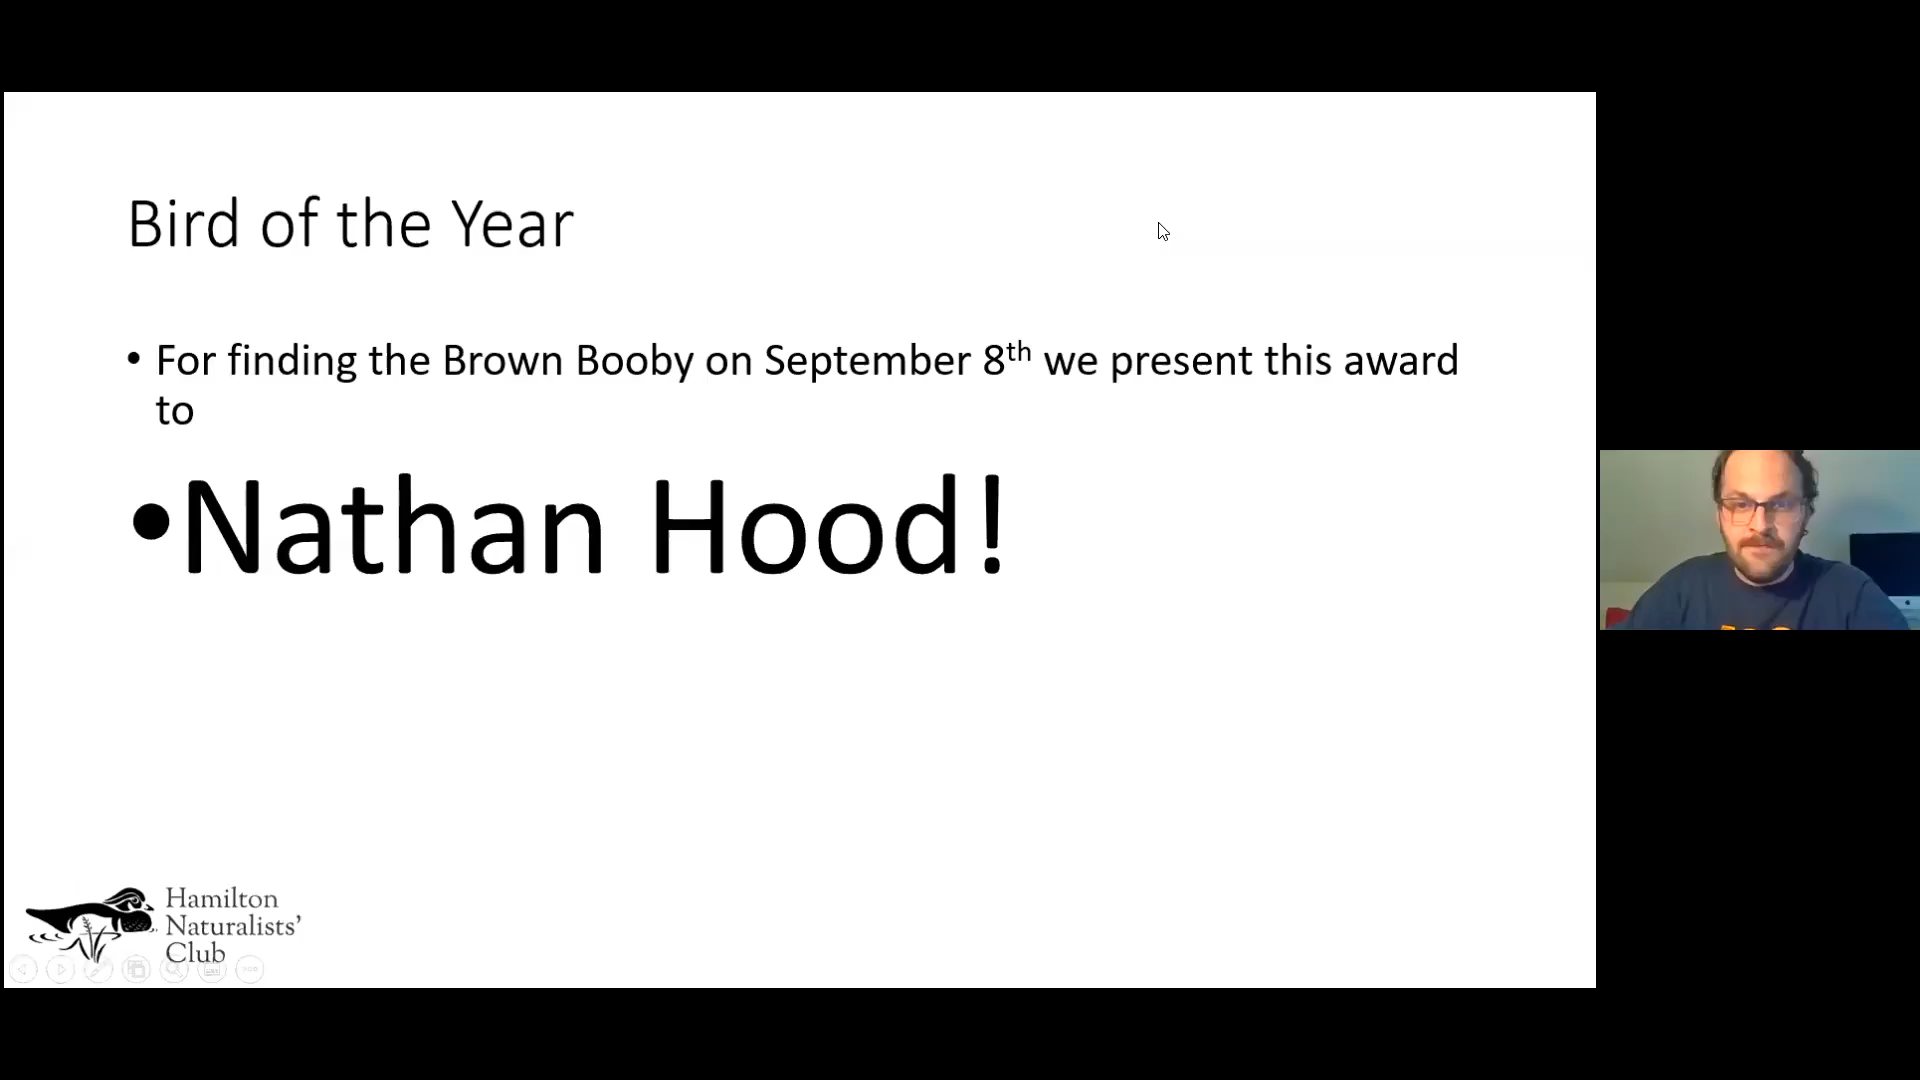 Bird of the Year
• For finding the Brown Booby on September 8th we present this award
to
•Nathan Hood!
Hamilton
Naturalists’
Club